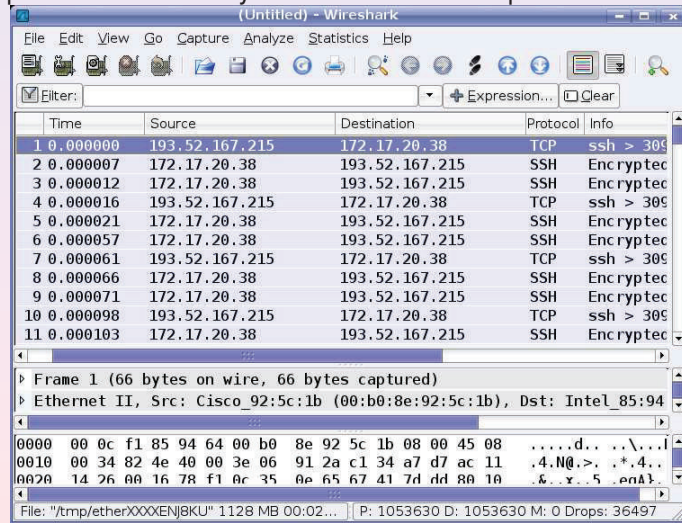 (Untitled) - Wireshark
File Edit View Go Capture Analyze Statistics Help
Filter: Expression... Clear
Time Source Destination Protocol Info
1 0.000000 193.52.167.215 172.17.20.38 TCP ssh > 309
2 0.000007 172.17.20.38 193.52.167.215 SSH Encrypted
3 0.000012 172.17.20.38 193.52.167.215 SSH Encrypted
4 0.000016 193.52.167.215 172.17.20.38 TCP ssh > 309
5 0.000021 172.17.20.38 193.52.167.215 SSH Encrypted
6 0.000057 172.17.20.38 193.52.167.215 SSH Encrypted
7 0.000061 193.52.167.215 172.17.20.38 TCP ssh > 309
8 0.000066 172.17.20.38 193.52.167.215 SSH Encrypted
9 0.000071 172.17.20.38 193.52.167.215 SSH Encrypted
10 0.000098 193.52.167.215 172.17.20.38 TCP ssh > 309
11 0.000103 172.17.20.38 193.52.167.215 SSH Encrypted
Frame 1 (66 bytes on wire, 66 bytes captured)
Ethernet II, Src: Cisco_92:5c:1b (00:b0:8e:92:5c:1b), Dst: Intel_85:94
0000 00 0c f1 85 94 64 00 b0 8e 92 5c 1b 08 00 45 08 .....d.. ..\...
0010 00 34 82 4e 40 00 3e 06 91 2a c1 34 a7 d7 ac 11 .4.N@.>. .*.4..
0020 14 26 00 16 78 f1 0c 35 0e 65 67 41 7d dd 80 10 .&..x..5 .egA}.
File: "/tmp/etherXXXXENJ8KU" 1128 MB 00:02... P: 1053630 D: 1053630 M: 0 Drops: 36497